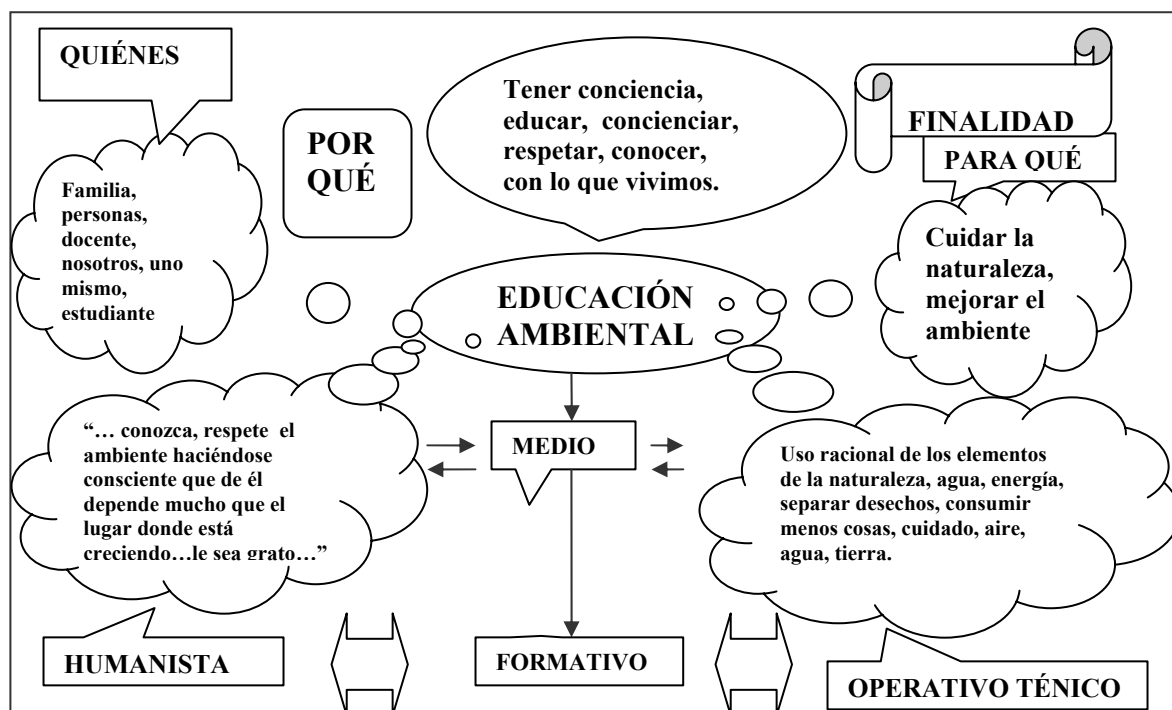 QUIÉNES
Familia,
personas,
docente,
nosotros, uno
mismo,
estudiante
POR
QUÉ
Tener conciencia,
educar, concienciar,
respetar, conocer,
con lo que vivimos.
FINALIDAD
PARA QUÉ
Cuidar la
naturaleza,
mejorar el
ambiente
EDUCACIÓN
AMBIENTAL
“… conozca, respete el
ambiente haciéndose
consciente que de él
depende mucho que el
lugar donde está
creciendo…le sea grato…”
MEDIO
Uso racional de los elementos
de la naturaleza, agua, energía,
separar desechos, consumir
menos cosas, cuidado, aire,
agua, tierra.
HUMANISTA
FORMATIVO
OPERATIVO TÉNICO